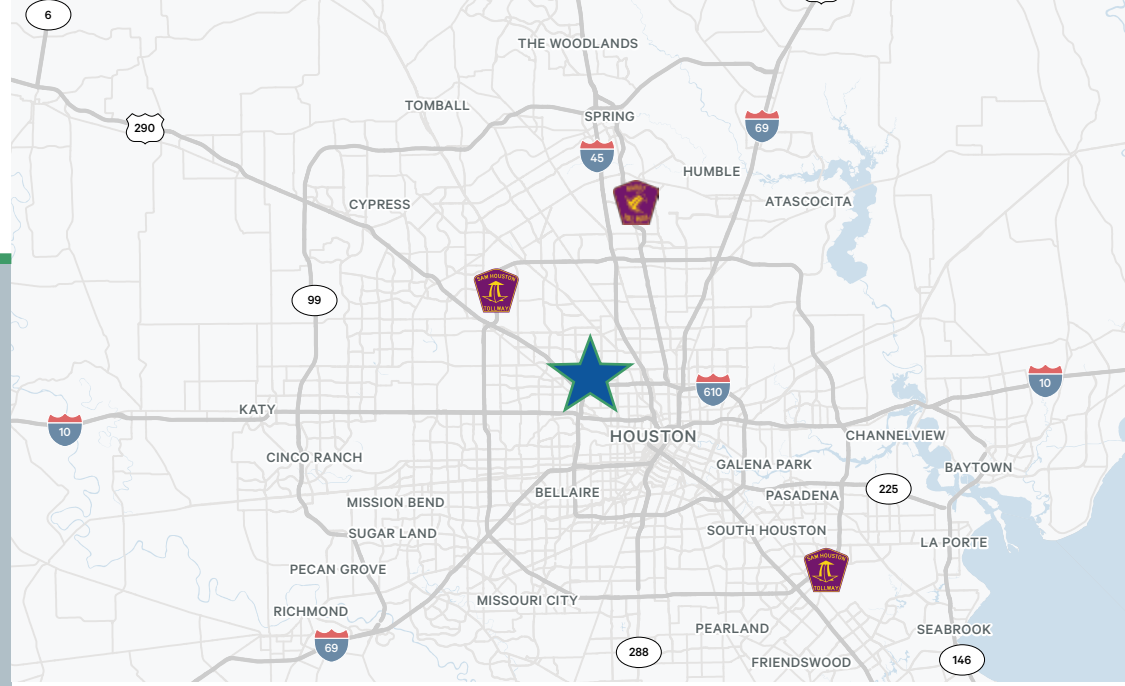 6
THE WOODLANDS
TOMBALL
SPRING
290
69
45
HUMBLE
CYPRESS
ATASCOCITA
SAM HOUSTON
TOLLWAY
99
10
610
KATY
10
HOUSTON
CHANNELVIEW
CINCO RANCH
GALENA PARK
BAYTOWN
BELLAIRE
225
PASADENA
MISSION BEND
SUGAR LAND
SOUTH HOUSTON
LA PORTE
SAM HOUSTON
TOLLWAY
PECAN GROVE
MISSOURI CITY
RICHMOND
PEARLAND
SEABROOK
69
288
146
FRIENDSWOOD